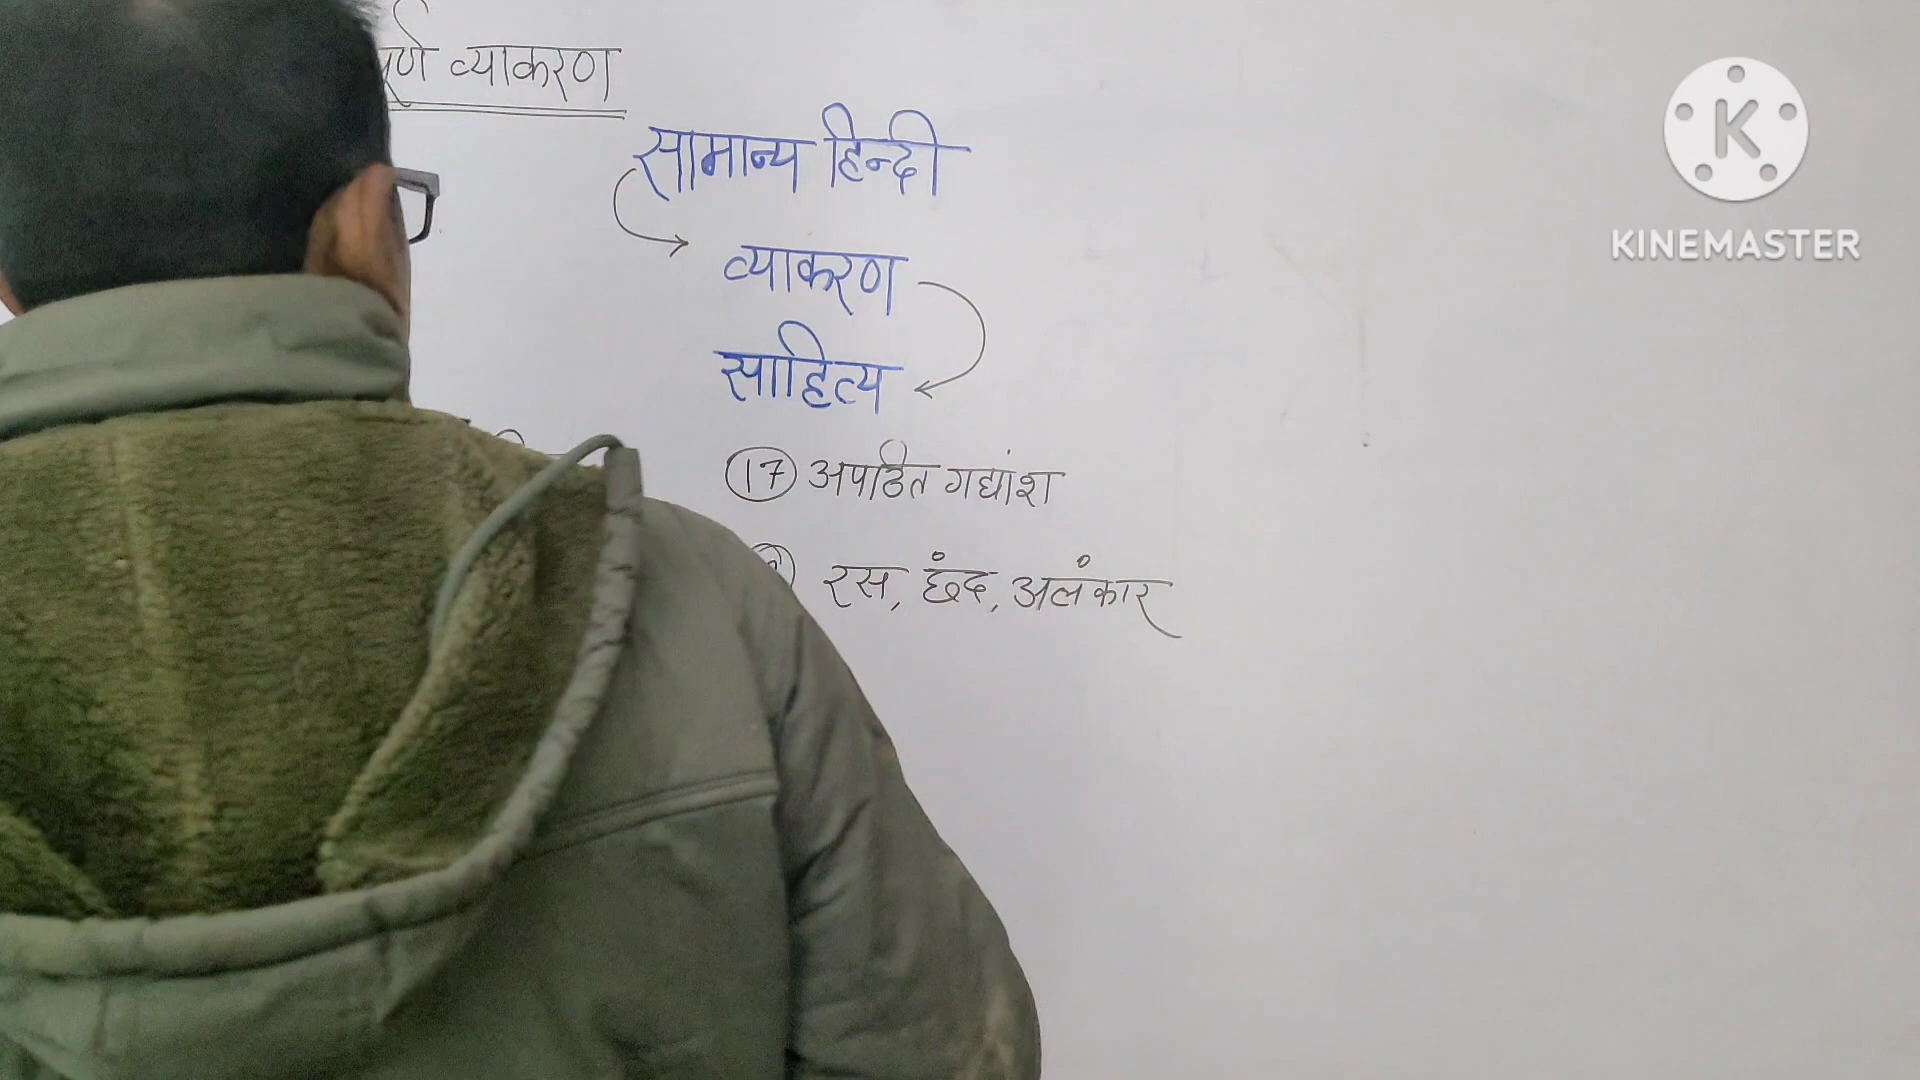 व्याकरण
सामान्य हिन्दी
व्याकरण
साहित्य
17 अपठित गद्यांश
रस, छंद, अलंकार
K
KINEMASTER